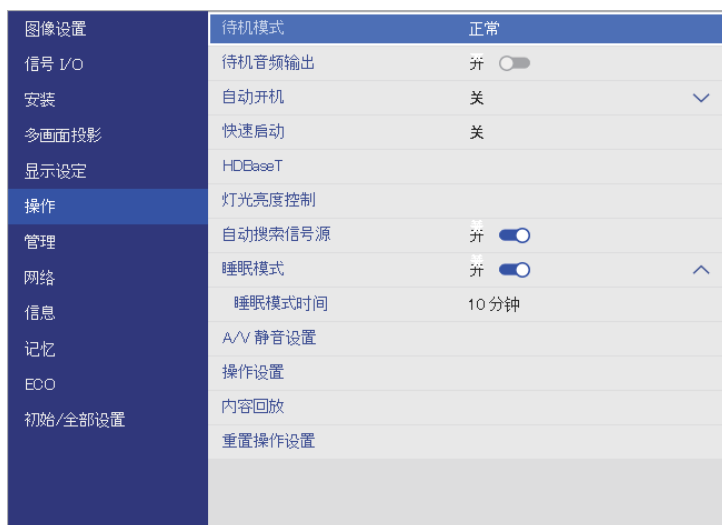 图像设置
信号 I/O
安装
多画面投影
显示设定
操作
管理
网络
信息
记忆
ECO
初始/全部设置
待机模式 正常
待机音频输出 开
自动开机 关
快速启动 关
HDBaseT
灯光亮度控制
自动搜索信号源 开
睡眠模式 开
睡眠模式时间 10 分钟
A/V 静音设置
操作设置
内容回放
重置操作设置